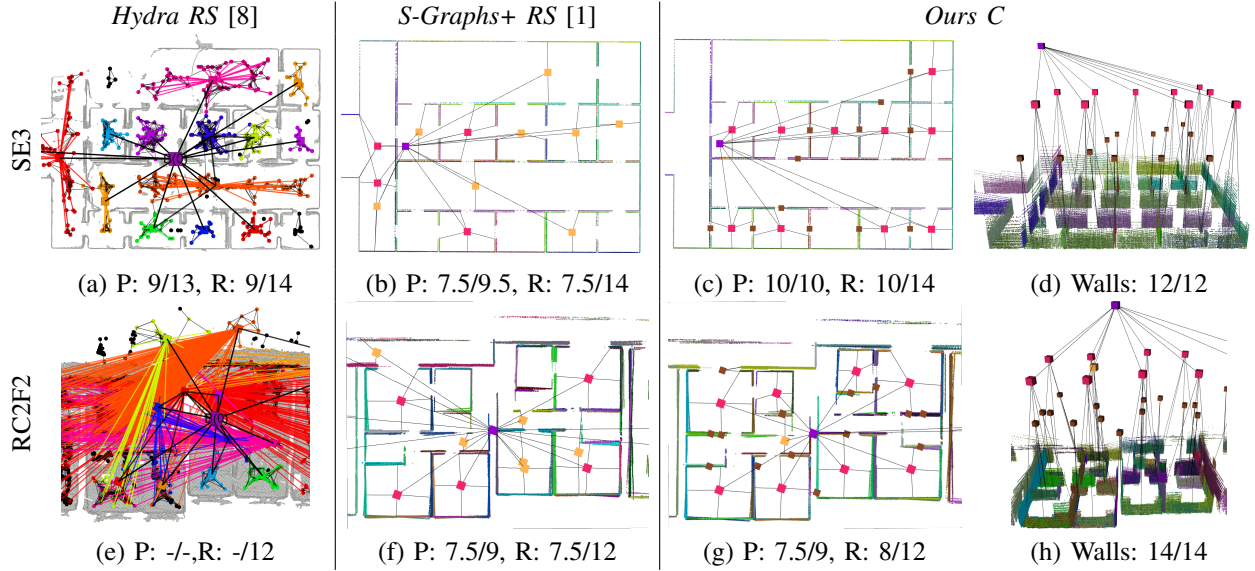 Hydra RS [8]
S-Graphs+ RS [1]
Ours C
SE3
(a) P: 9/13, R: 9/14
(b) P: 7.5/9.5, R: 7.5/14
(c) P: 10/10, R: 10/14
(d) Walls: 12/12
RC2F2
(e) P: -/-,R: -/12
(f) P: 7.5/9, R: 7.5/12
(g) P: 7.5/9, R: 8/12
(h) Walls: 14/14